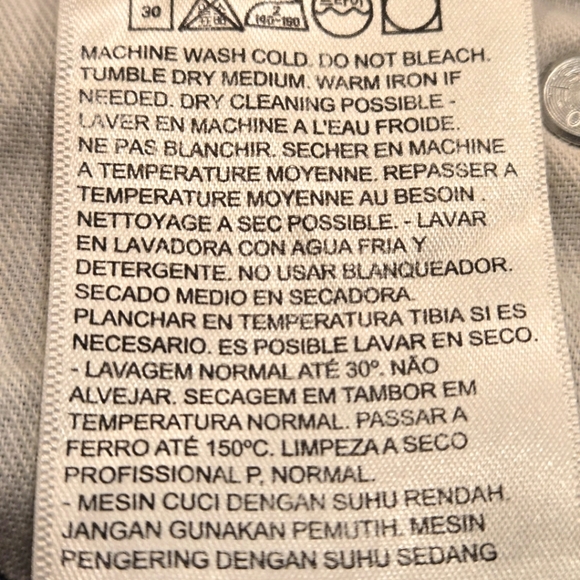 30
2
140-160
MACHINE WASH COLD. DO NOT BLEACH.
TUMBLE DRY MEDIUM. WARM IRON IF
NEEDED. DRY CLEANING POSSIBLE -
LAVER EN MACHINE A L'EAU FROIDE.
NE PAS BLANCHIR. SECHER EN MACHINE
A TEMPERATURE MOYENNE. REPASSER A
TEMPERATURE MOYENNE AU BESOIN .
NETTOYAGE A SEC POSSIBLE. - LAVAR
EN LAVADORA CON AGUA FRIA Y
DETERGENTE. NO USAR BLANQUEADOR.
SECADO MEDIO EN SECADORA.
PLANCHAR EN TEMPERATURA TIBIA SI ES
NECESARIO. ES POSIBLE LAVAR EN SECO.
- LAVAGEM NORMAL ATÉ 30º. NÃO
ALVEJAR. SECAGEM EM TAMBOR EM
TEMPERATURA NORMAL. PASSAR A
FERRO ATÉ 150ºC. LIMPEZA A SECO
PROFISSIONAL P, NORMAL.
- MESIN CUCI DENGAN SUHU RENDAH.
JANGAN GUNAKAN PEMUTIH. MESIN
PENGERING DENGAN SUHU SEDANG